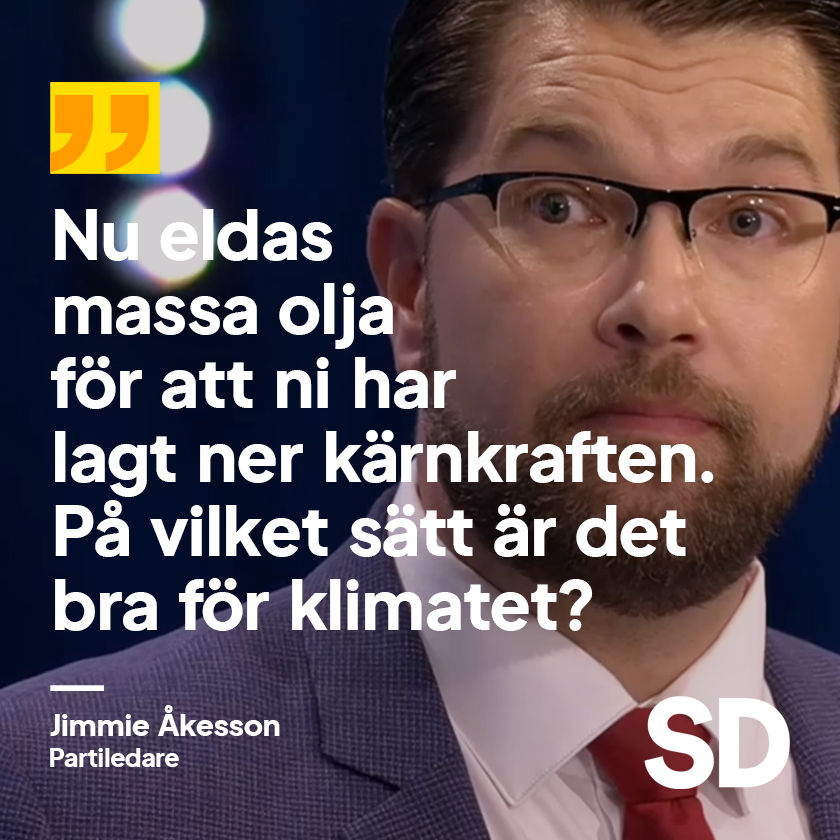 Nu eldas
massa olja
för att ni har
lagt ner kärnkraften.
På vilket sätt är det
bra för klimatet?
Jimmie Åkesson
Partiledare
SD